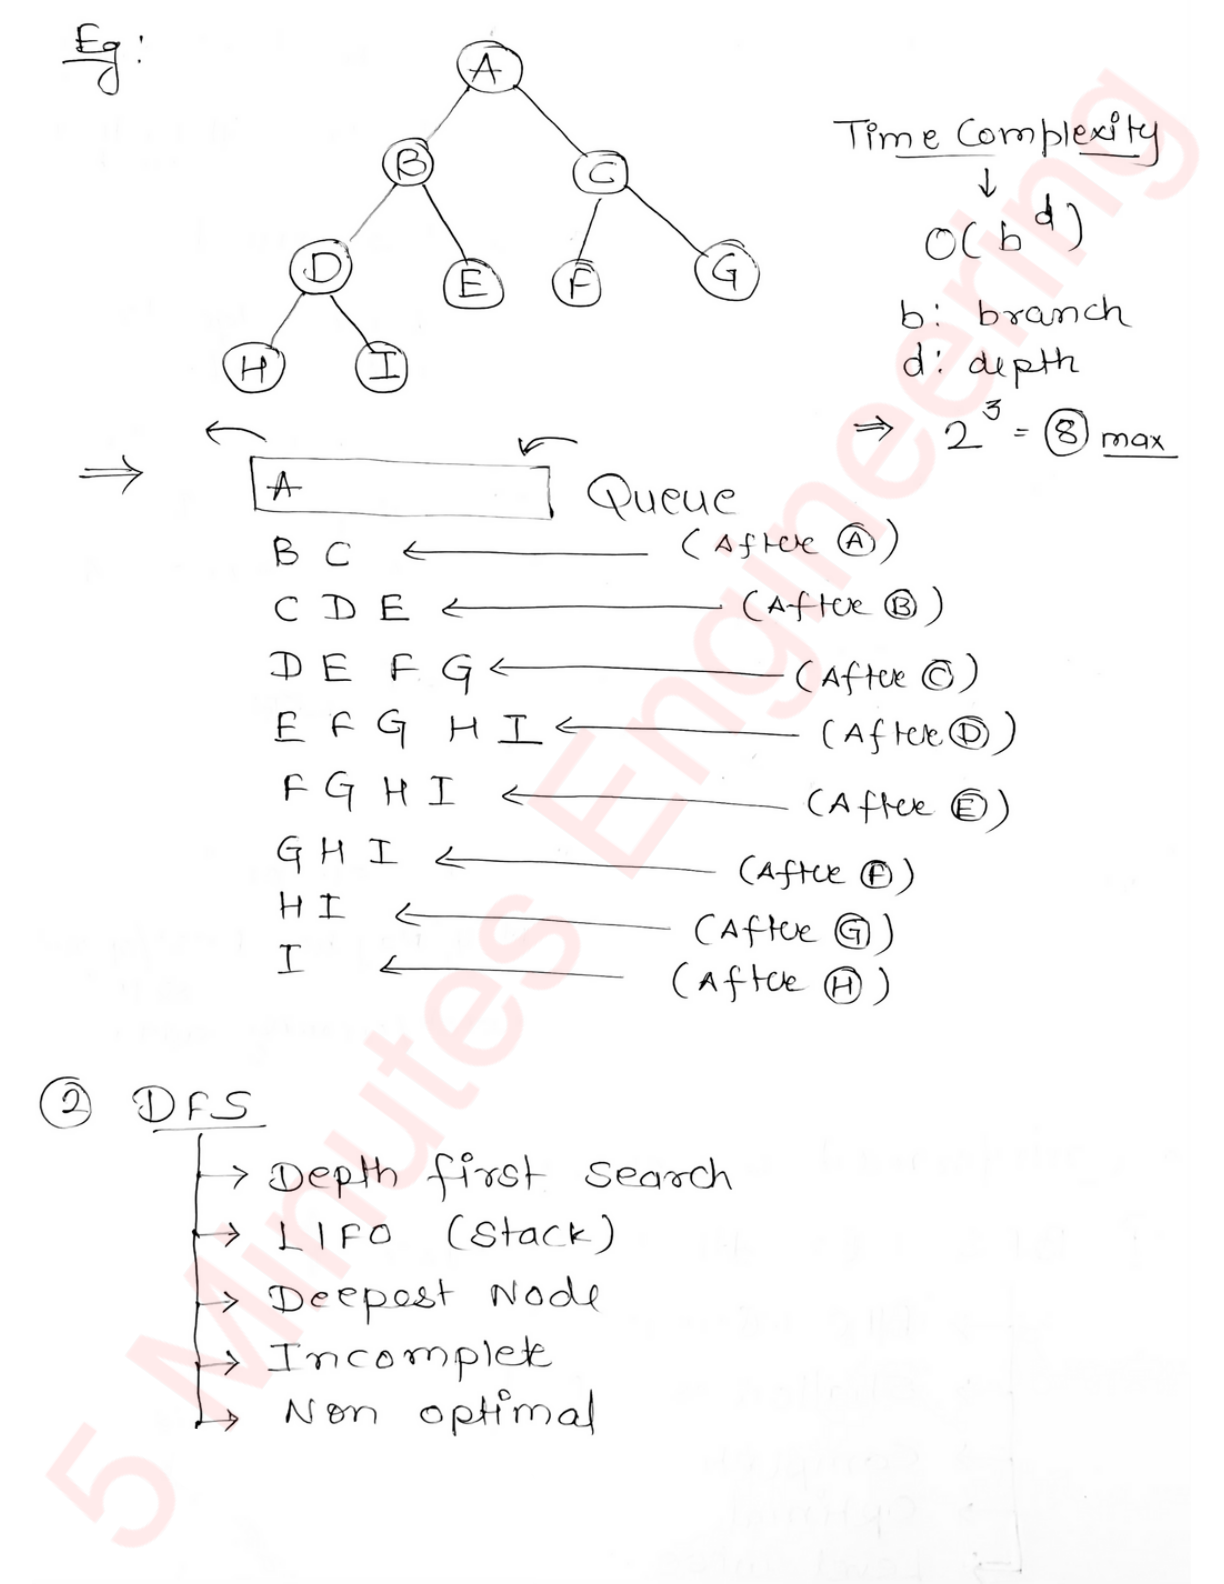 Eg:
A
Time Complexity
B
C
↓
O(b^d)
D
E
F
G
b: branch
d: depth
H
I
⇒ 2^3 = 8 max
⇒ A Queue
B C ← (After A)
C D E ← (After B)
D E F G ← (After C)
E F G H I ← (After D)
F G H I ← (After E)
G H I ← (After F)
H I ← (After G)
I ← (After H)
② DFS
→ Depth first search
→ LIFO (Stack)
→ Deepest Node
→ Incomplete
→ Non optimal
5 Minutes Engineering